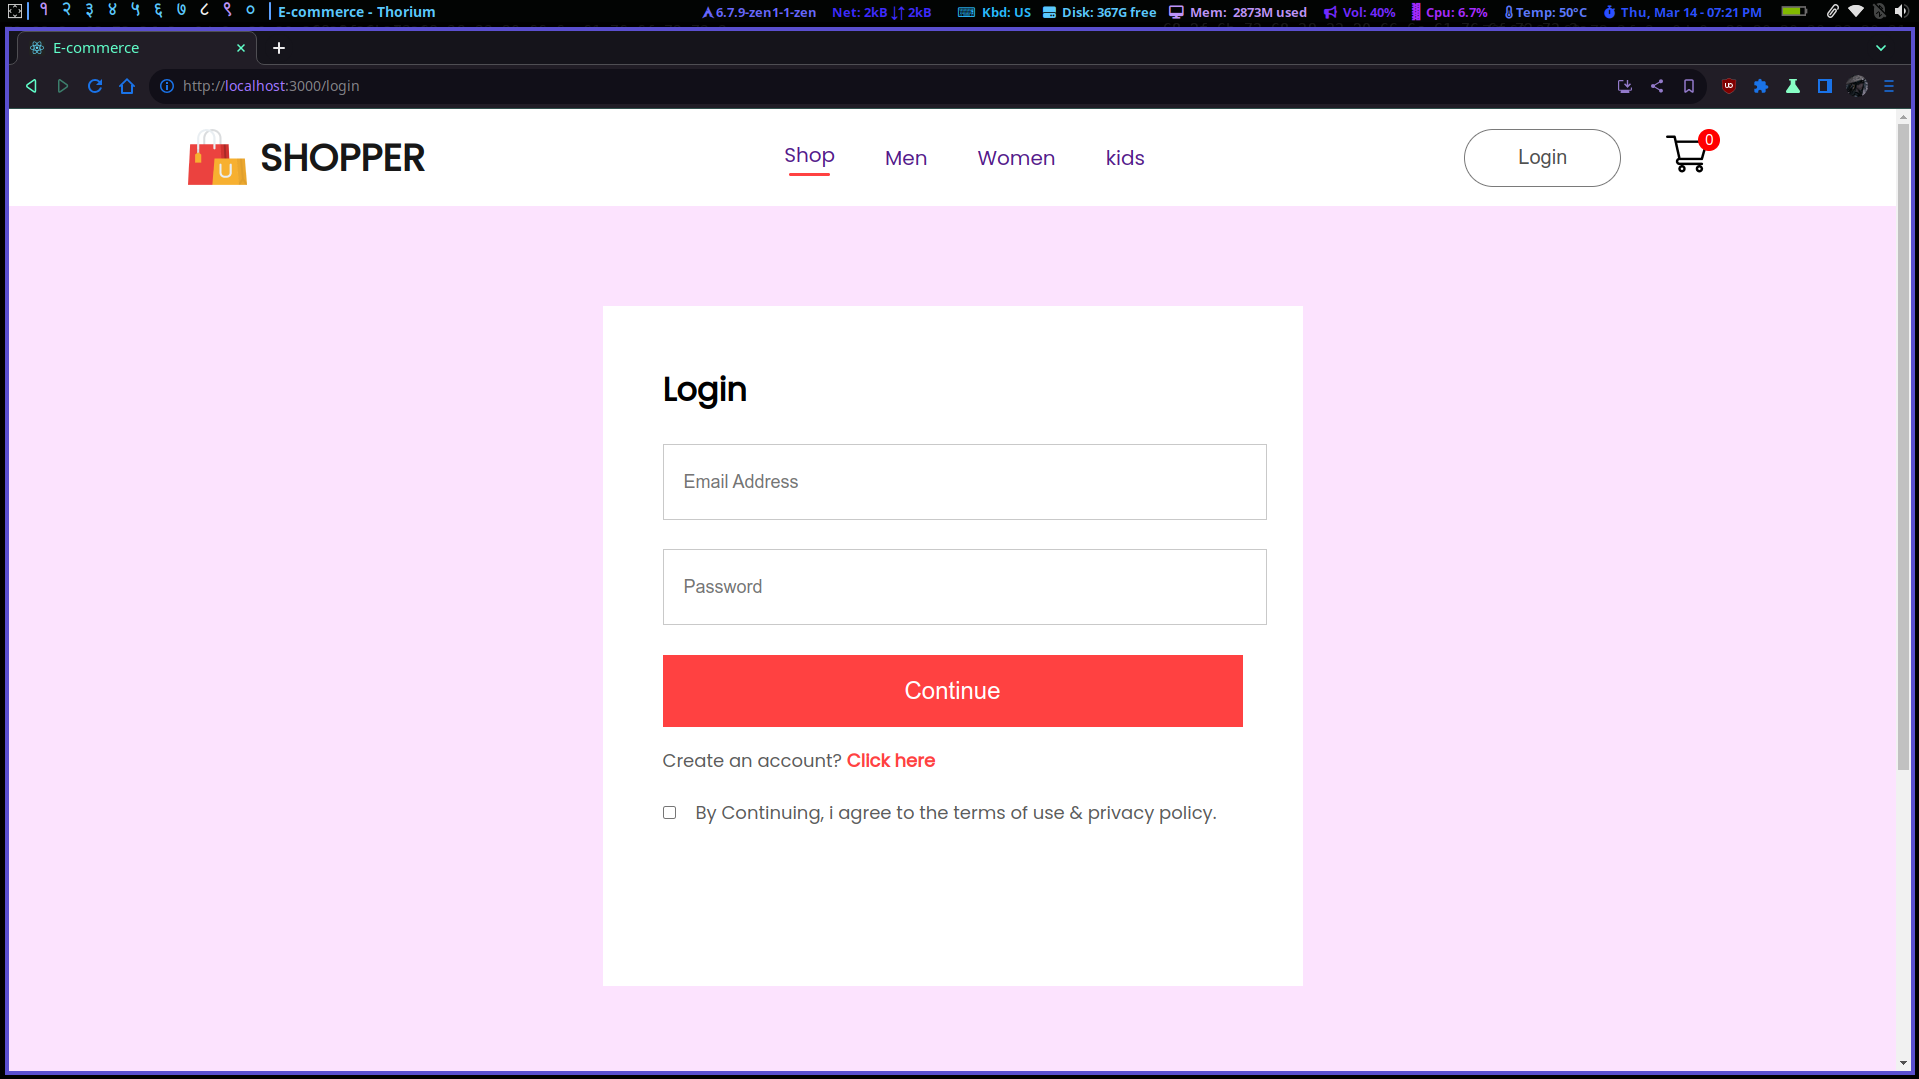 १ २ ३ ४ ५ ६ ७ ८ ९ ० E-commerce - Thorium 6.7.9-zen1-1-zen Net: 2kB ↓↑ 2kB Kbd: US Disk: 367G free Mem: 2873M used Vol: 40% Cpu: 6.7% Temp: 50°C Thu, Mar 14 - 07:21 PM
E-commerce
http://localhost:3000/login
SHOPPER Shop Men Women kids Login 0
U
Login
Email Address
Password
Continue
Create an account? Click here
By Continuing, i agree to the terms of use & privacy policy.